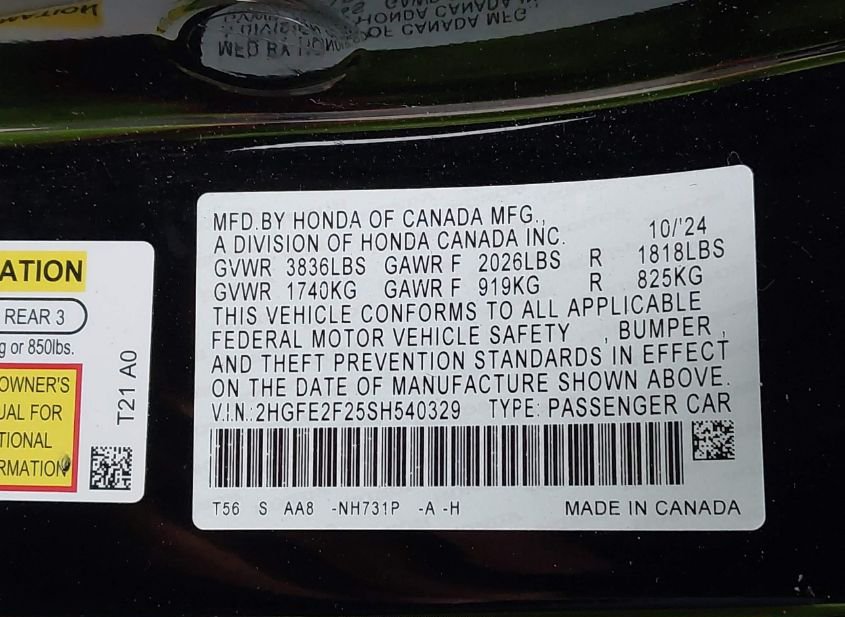 ATION
REAR 3
g or 850lbs.
OWNER'S
UAL FOR
TIONAL
RMATION
T21 A0
MFD.BY HONDA OF CANADA MFG.,
A DIVISION OF HONDA CANADA INC. 10/'24
GVWR 3836LBS GAWR F 2026LBS R 1818LBS
GVWR 1740KG GAWR F 919KG R 825KG
THIS VEHICLE CONFORMS TO ALL APPLICABLE
FEDERAL MOTOR VEHICLE SAFETY , BUMPER ,
AND THEFT PREVENTION STANDARDS IN EFFECT
ON THE DATE OF MANUFACTURE SHOWN ABOVE.
V.I.N.:2HGFE2F25SH540329 TYPE: PASSENGER CAR
T56 S AA8 -NH731P -A -H MADE IN CANADA